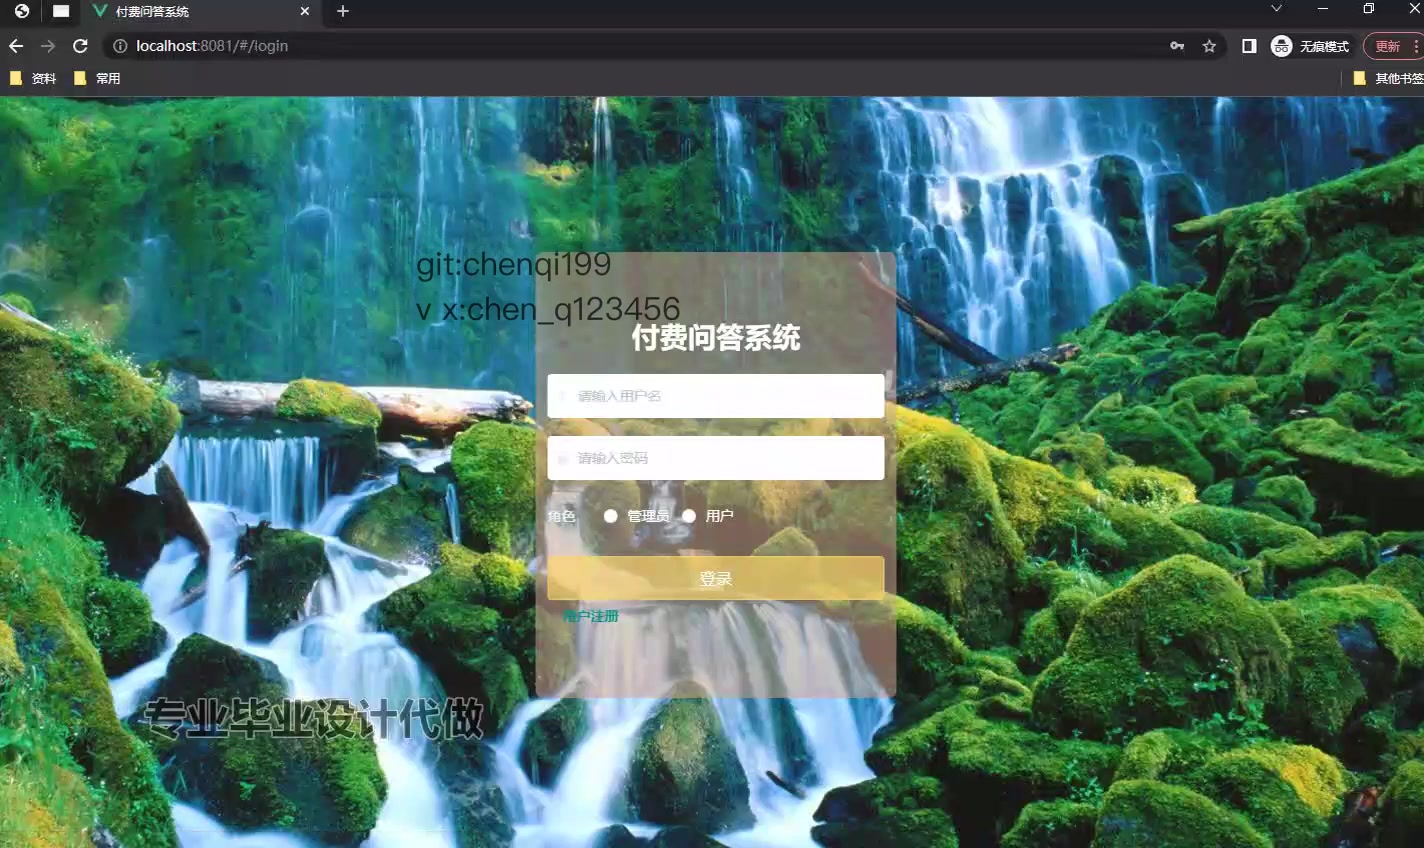 付费问答系统
localhost:8081/#/login
无痕模式
更新
资料
常用
其他书签
git:chenqi199
v x:chen_q123456
付费问答系统
请输入用户名
请输入密码
角色 管理员 用户
登录
用户注册
专业毕业设计代做